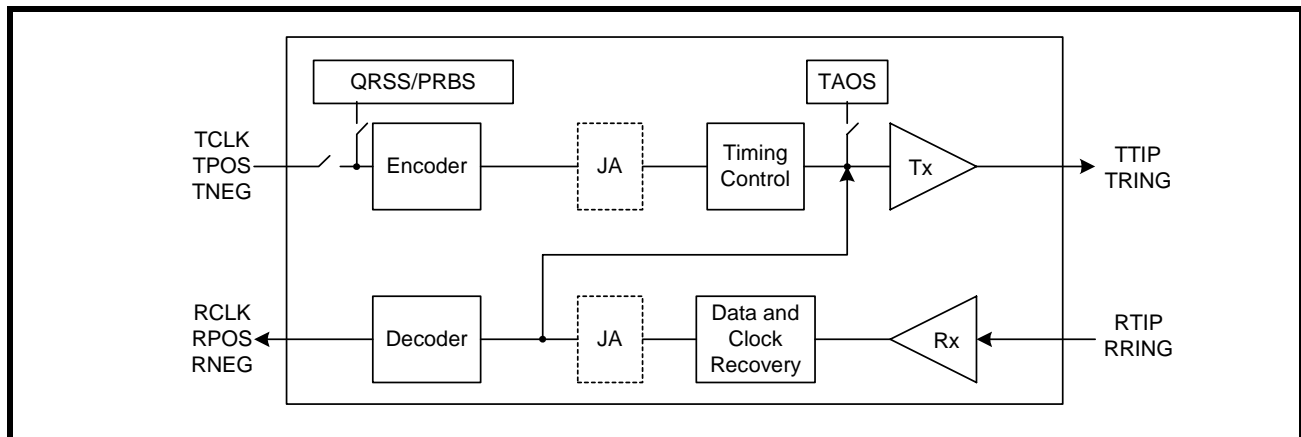 QRSS/PRBS
TAOS
TCLK
TPOS
TNEG
Encoder
JA
Timing
Control
Tx
TTIP
TRING
RCLK
RPOS
RNEG
Decoder
JA
Data and
Clock
Recovery
Rx
RTIP
RRING